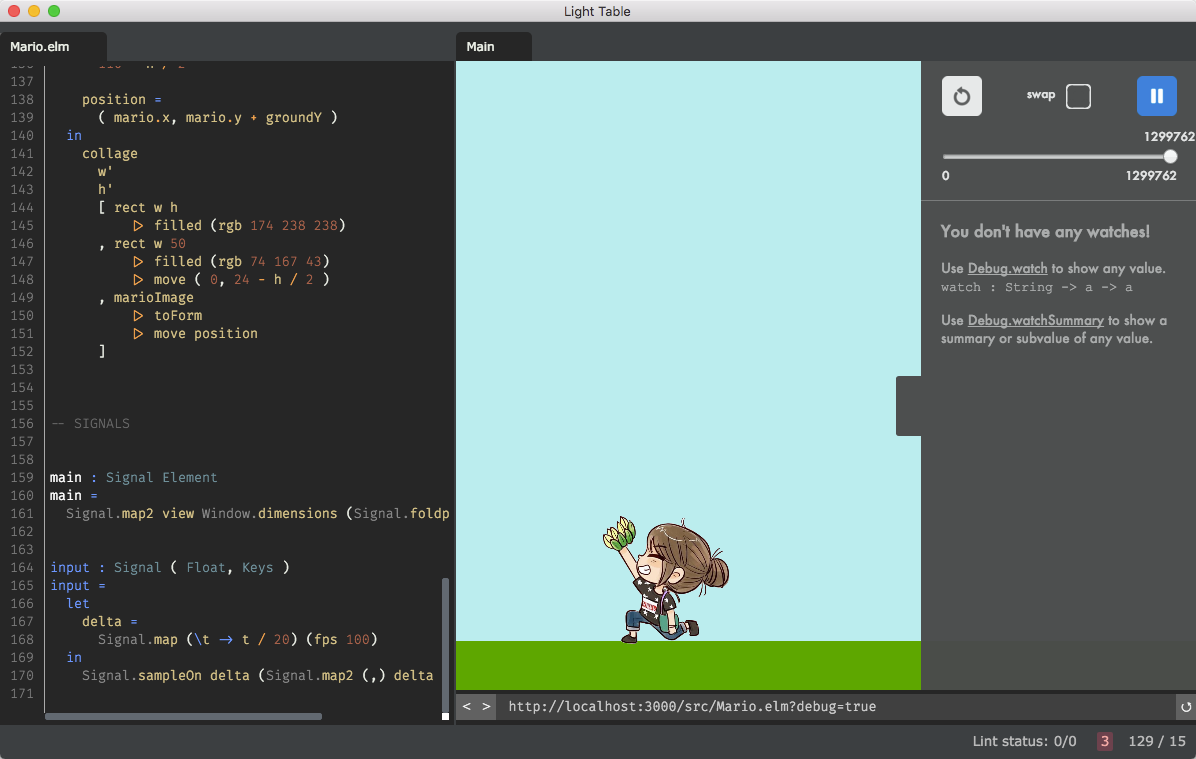 Light Table
Mario.elm
Main
137
138 position =
139 ( mario.x, mario.y + groundY )
140 in
141 collage
142 w'
143 h'
144 [ rect w h
145 ▷ filled (rgb 174 238 238)
146 , rect w 50
147 ▷ filled (rgb 74 167 43)
148 ▷ move ( 0, 24 - h / 2 )
149 , marioImage
150 ▷ toForm
151 ▷ move position
152 ]
153
154
155
156 -- SIGNALS
157
158
159 main : Signal Element
160 main =
161 Signal.map2 view Window.dimensions (Signal.foldp
162
163
164 input : Signal ( Float, Keys )
165 input =
166 let
167 delta =
168 Signal.map (\t → t / 20) (fps 100)
169 in
170 Signal.sampleOn delta (Signal.map2 (,) delta
171
swap
1299762
0 1299762
You don't have any watches!
Use Debug.watch to show any value.
watch : String -> a -> a
Use Debug.watchSummary to show a
summary or subvalue of any value.
< > http://localhost:3000/src/Mario.elm?debug=true
Lint status: 0/0 3 129 / 15